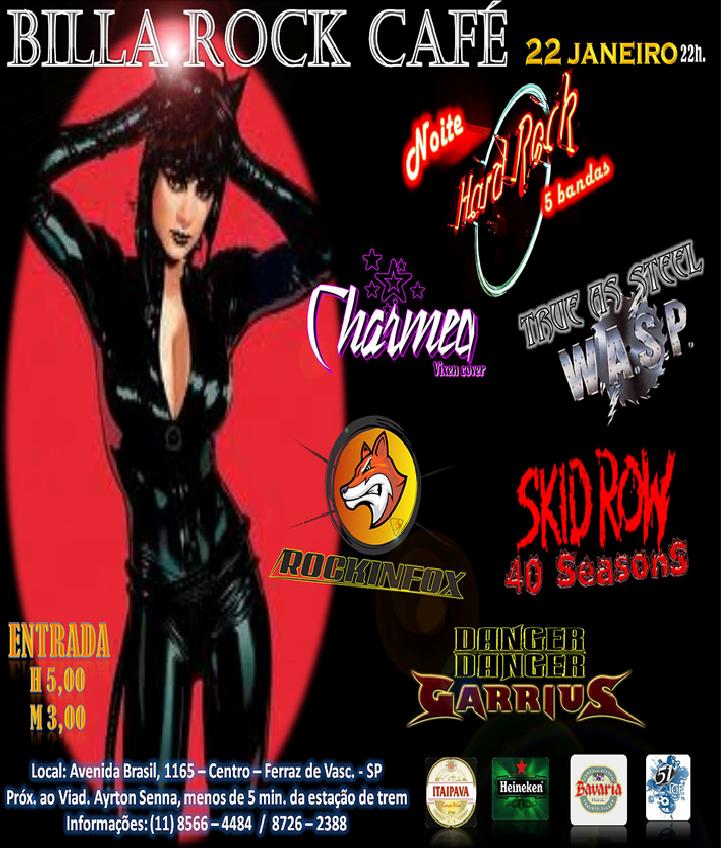 BILLA ROCK CAFÉ
22 JANEIRO 22h.
Noite
Hard Rock
5 bandas
Charmed
Vixen cover
TRUE AS STEEL
W.A.S.P.
ROCKINFOX
SKID ROW
40 SeasonS
DANGER
DANGER
GARRIUS
ENTRADA
H 5,00
M 3,00
Local: Avenida Brasil, 1165 – Centro – Ferraz de Vasc. - SP
Próx. ao Viad. Ayrton Senna, menos de 5 min. da estação de trem
Informações: (11) 8566 – 4484 / 8726 – 2388
ITAIPAVA
Heineken
Bavaria
51
ICE